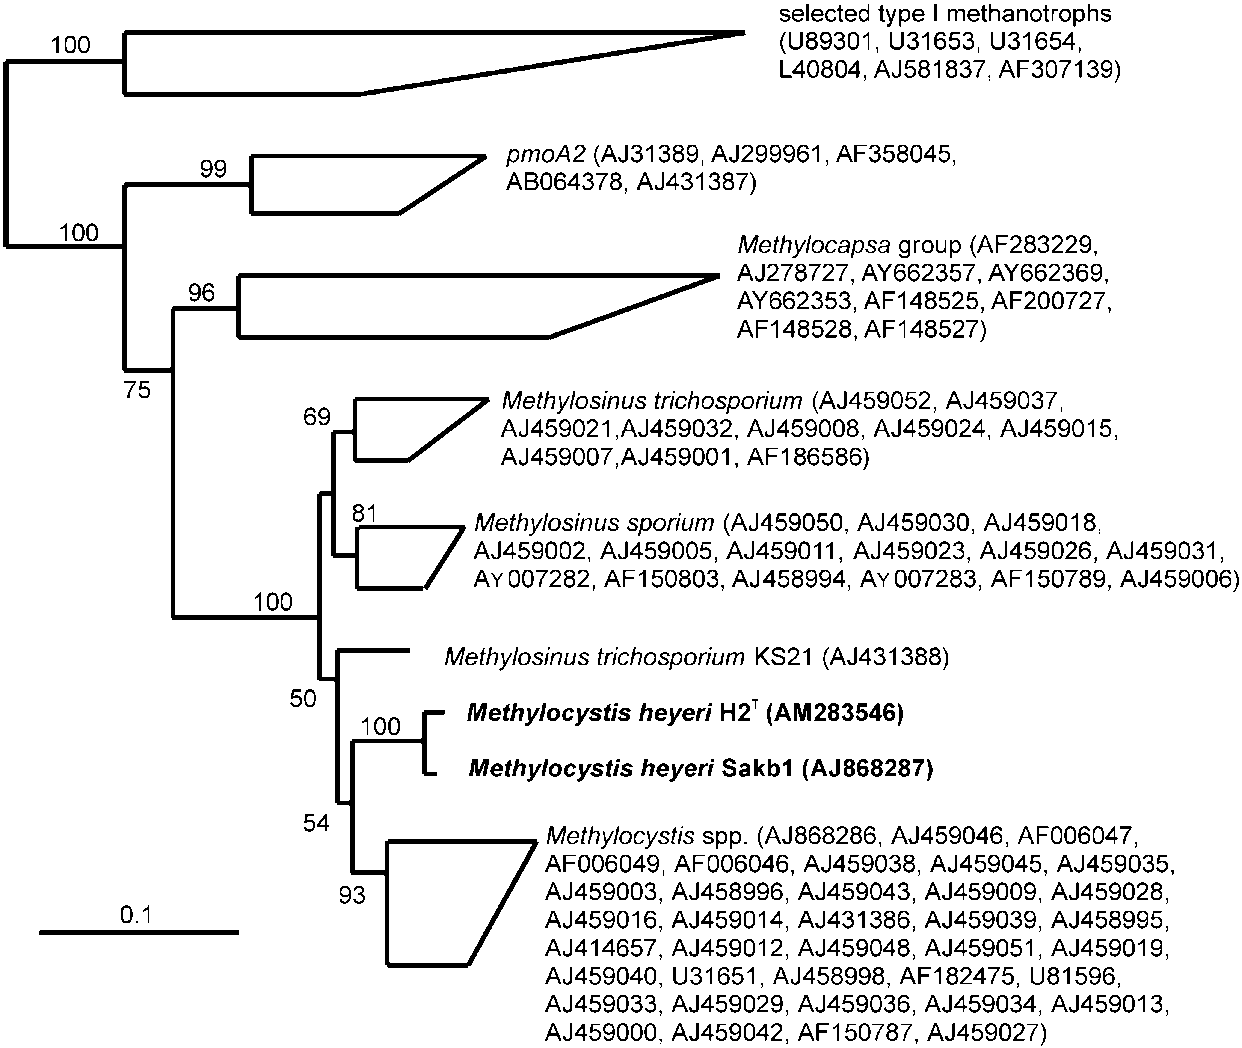 selected type I methanotrophs
100
(U89301, U31653, U31654,
L40804, AJ581837, AF307139)
99
pmoA2 (AJ31389, AJ299961, AF358045,
AB064378, AJ431387)
100
Methylocapsa group (AF283229,
AJ278727, AY662357, AY662369,
96
AY662353, AF148525, AF200727,
AF148528, AF148527)
75
69
Methylosinus trichosporium (AJ459052, AJ459037,
AJ459021,AJ459032, AJ459008, AJ459024, AJ459015,
AJ459007,AJ459001, AF186586)
81
Methylosinus sporium (AJ459050, AJ459030, AJ459018,
AJ459002, AJ459005, AJ459011, AJ459023, AJ459026, AJ459031,
AY007282, AF150803, AJ458994, AY007283, AF150789, AJ459006)
100
Methylosinus trichosporium KS21 (AJ431388)
50
Methylocystis heyeri H2T (AM283546)
100
Methylocystis heyeri Sakb1 (AJ868287)
54
Methylocystis spp. (AJ868286, AJ459046, AF006047,
AF006049, AF006046, AJ459038, AJ459045, AJ459035,
93
AJ459003, AJ458996, AJ459043, AJ459009, AJ459028,
0.1
AJ459016, AJ459014, AJ431386, AJ459039, AJ458995,
AJ414657, AJ459012, AJ459048, AJ459051, AJ459019,
AJ459040, U31651, AJ458998, AF182475, U81596,
AJ459033, AJ459029, AJ459036, AJ459034, AJ459013,
AJ459000, AJ459042, AF150787, AJ459027)